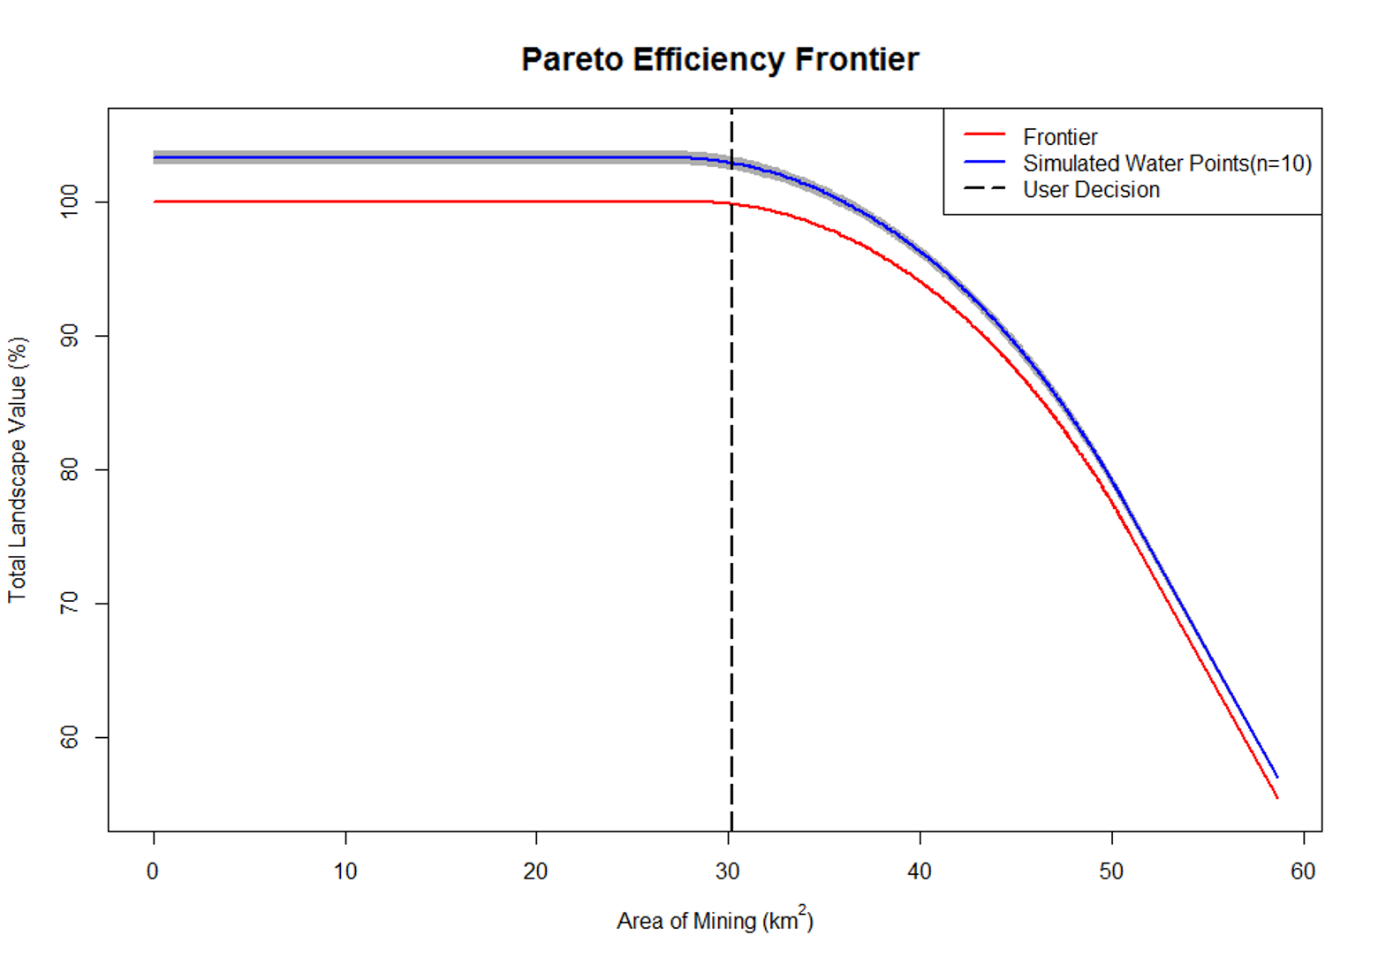 Pareto Efficiency Frontier
Frontier
Simulated Water Points(n=10)
User Decision
Total Landscape Value (%)
100
90
80
70
60
0 10 20 30 40 50 60
Area of Mining (km²)